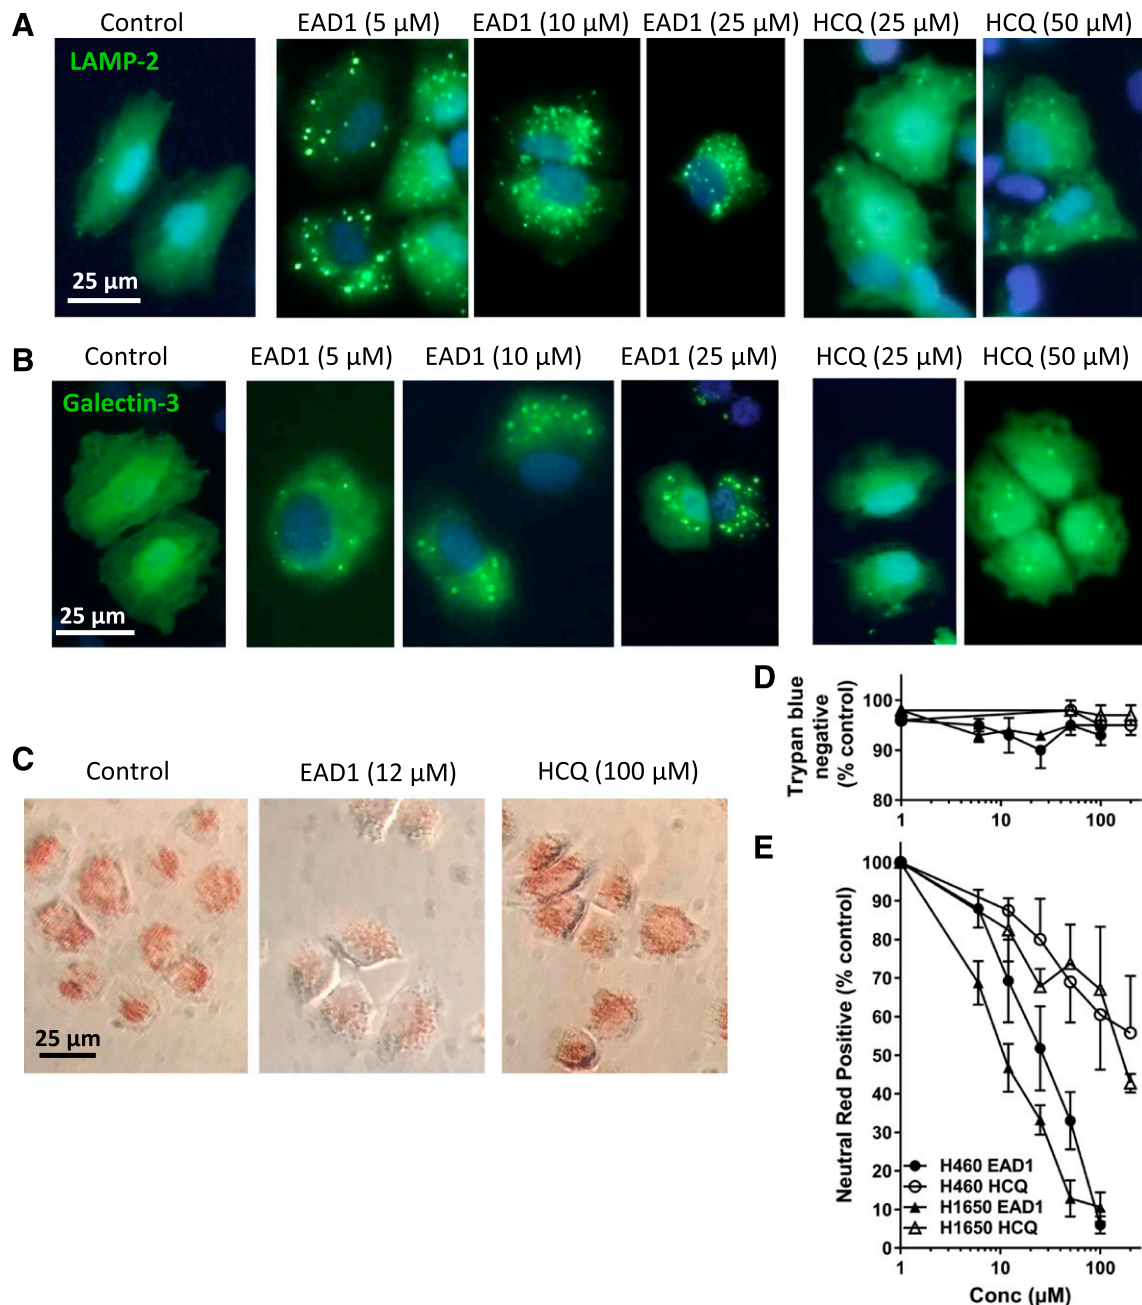 A
Control
EAD1 (5 µM)
EAD1 (10 µM)
EAD1 (25 µM)
HCQ (25 µM)
HCQ (50 µM)
LAMP-2
25 µm
B
Control
EAD1 (5 µM)
EAD1 (10 µM)
EAD1 (25 µM)
HCQ (25 µM)
HCQ (50 µM)
Galectin-3
25 µm
C
Control
EAD1 (12 µM)
HCQ (100 µM)
25 µm
D
Trypan blue
negative
(% control)
100
90
80
1
10
100
E
Neutral Red Positive (% control)
100
90
80
70
60
50
40
30
20
10
0
H460 EAD1
H460 HCQ
H1650 EAD1
H1650 HCQ
1
10
100
Conc (µM)